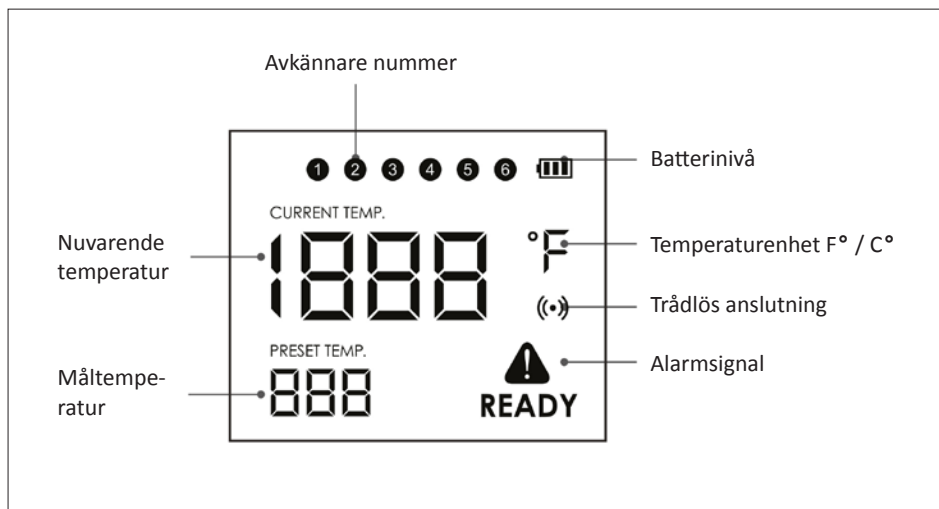 Avkännare nummer
1 2 3 4 5 6
Batterinivå
CURRENT TEMP.
Nuvarende
temperatur
1888
°F
Temperaturenhet F° / C°
Trådlös anslutning
PRESET TEMP.
Måltempe-
ratur
888
Alarmsignal
READY